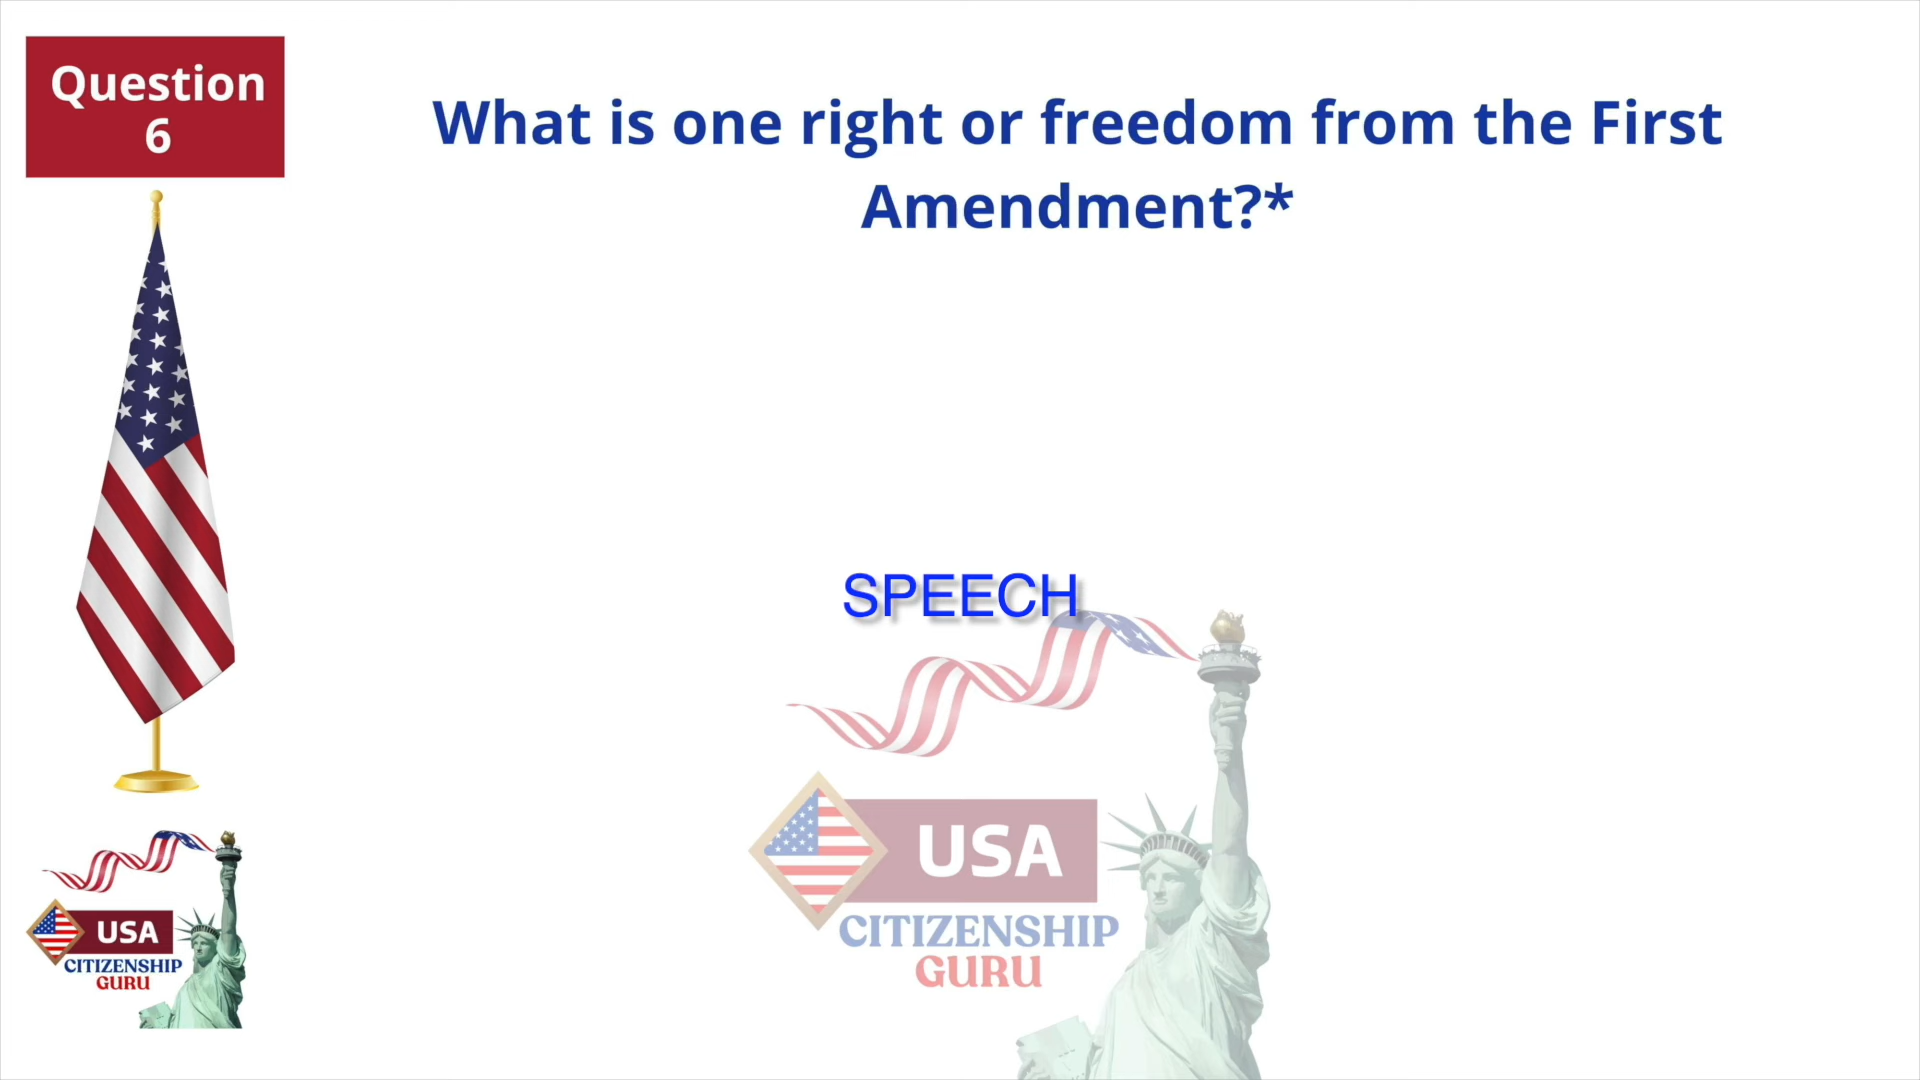 Question
6
What is one right or freedom from the First
Amendment?*
SPEECH
USA
CITIZENSHIP
GURU
USA
CITIZENSHIP
GURU